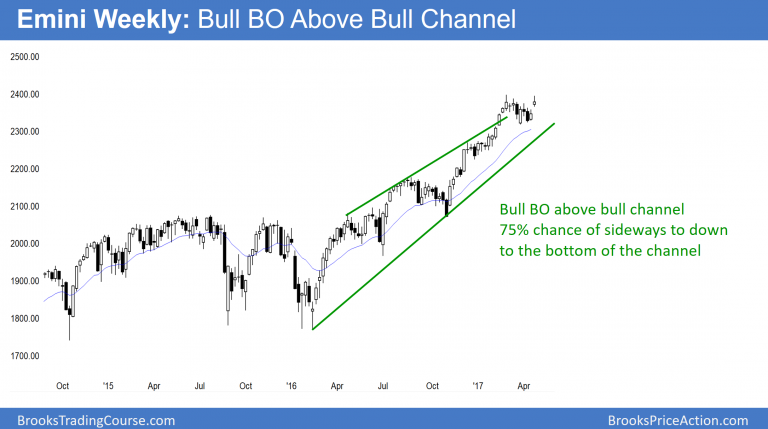 Emini Weekly: Bull BO Above Bull Channel
2500.00
2400.00
2300.00
2200.00
2100.00
2000.00
1900.00
1800.00
1700.00
Bull BO above bull channel
75% chance of sideways to down
to the bottom of the channel
Oct '15 Apr Jul Oct '16 Apr Jul Oct '17 Apr
BrooksTradingCourse.com BrooksPriceAction.com